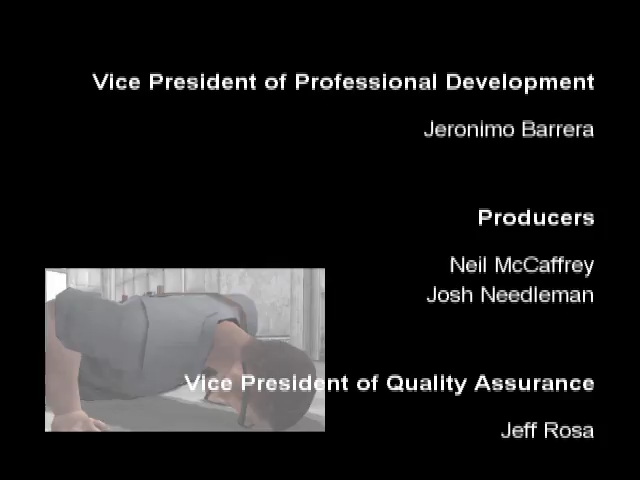 Vice President of Professional Development
Jeronimo Barrera
Producers
Neil McCaffrey
Josh Needleman
Vice President of Quality Assurance
Jeff Rosa